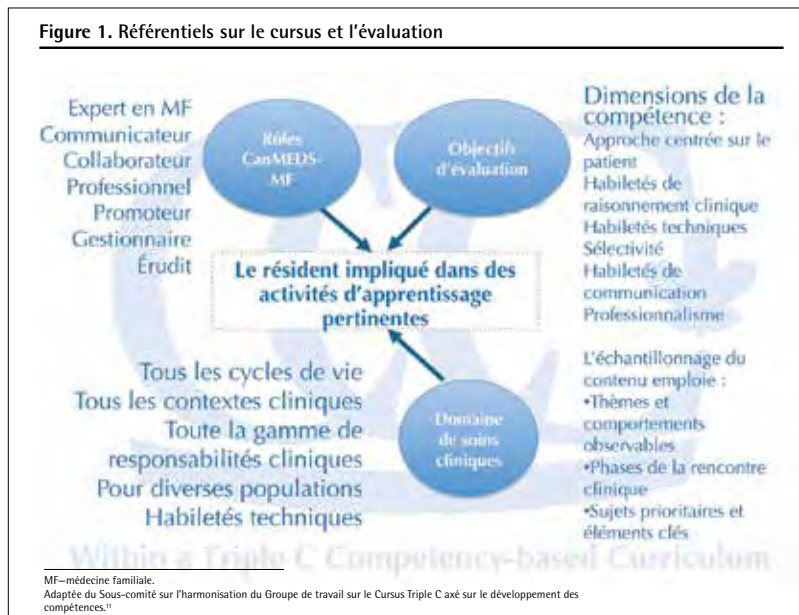 Figure 1. Référentiels sur le cursus et l'évaluation
Expert en MF
Communicateur
Collaborateur
Professionnel
Promoteur
Gestionnaire
Érudit
Rôles
CanMEDS-
MF
Objectifs
d'évaluation
Dimensions de la
compétence :
Approche centrée sur le
patient
Habiletés de
raisonnement clinique
Habiletés techniques
Sélectivité
Habiletés de
communication
Professionnalisme
Le résident impliqué dans des
activités d'apprentissage
pertinentes
Tous les cycles de vie
Tous les contextes cliniques
Toute la gamme de
responsabilités cliniques
Pour diverses populations
Habiletés techniques
Domaine
de soins
cliniques
L'échantillonnage du
contenu emploie :
•Thèmes et
comportements
observables
•Phases de la rencontre
clinique
•Sujets prioritaires et
éléments clés
Within a Triple C Competency-based Curriculum
MF—médecine familiale.
Adaptée du Sous-comité sur l'harmonisation du Groupe de travail sur le Cursus Triple C axé sur le développement des
compétences.¹¹